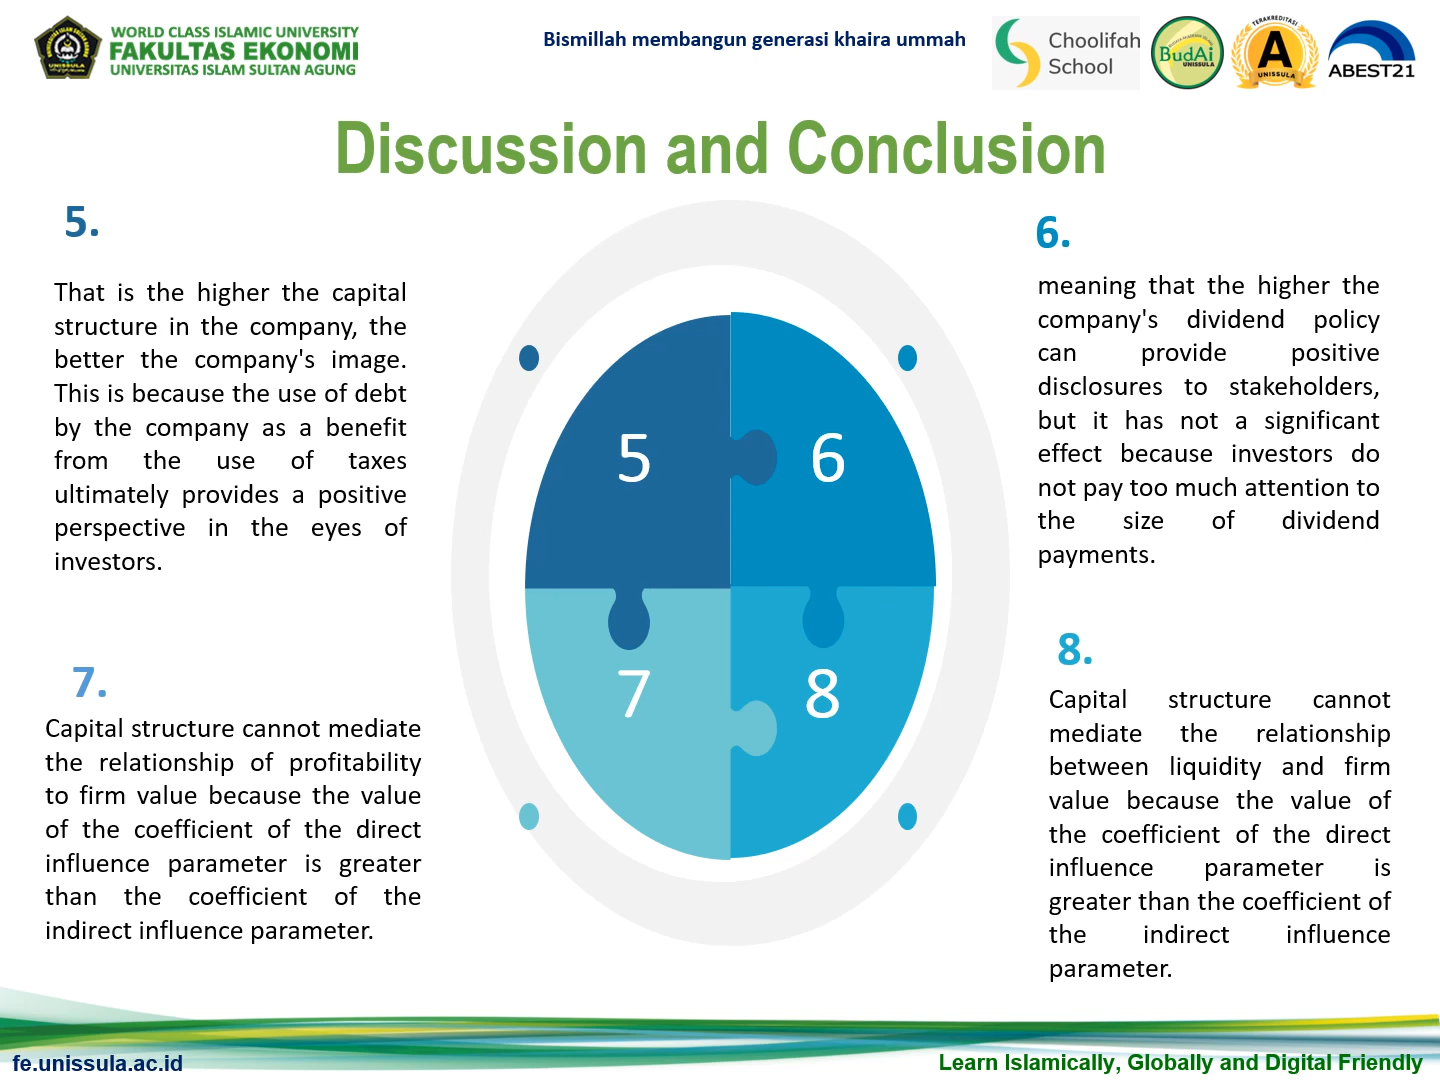 WORLD CLASS ISLAMIC UNIVERSITY
FAKULTAS EKONOMI
UNIVERSITAS ISLAM SULTAN AGUNG
UNISSULA
Bismillah membangun generasi khaira ummah
Choolifah
School
BudAi
UNISSULA
TERAKREDITASI
A
UNISSULA
ABEST21
Discussion and Conclusion
5.
That is the higher the capital
structure in the company, the
better the company's image.
This is because the use of debt
by the company as a benefit
from the use of taxes
ultimately provides a positive
perspective in the eyes of
investors.
6.
meaning that the higher the
company's dividend policy
can provide positive
disclosures to stakeholders,
but it has not a significant
effect because investors do
not pay too much attention to
the size of dividend
payments.
5
6
7
8
7.
Capital structure cannot mediate
the relationship of profitability
to firm value because the value
of the coefficient of the direct
influence parameter is greater
than the coefficient of the
indirect influence parameter.
8.
Capital structure cannot
mediate the relationship
between liquidity and firm
value because the value of
the coefficient of the direct
influence parameter is
greater than the coefficient of
the indirect influence
parameter.
fe.unissula.ac.id
Learn Islamically, Globally and Digital Friendly